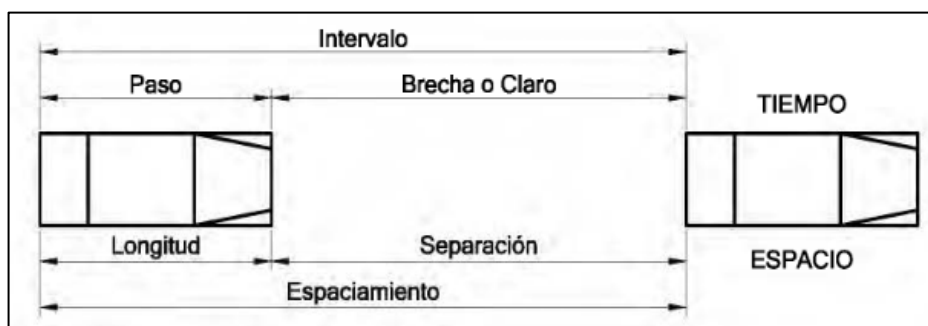 Intervalo
Paso Brecha o Claro
TIEMPO
Longitud Separación
ESPACIO
Espaciamiento